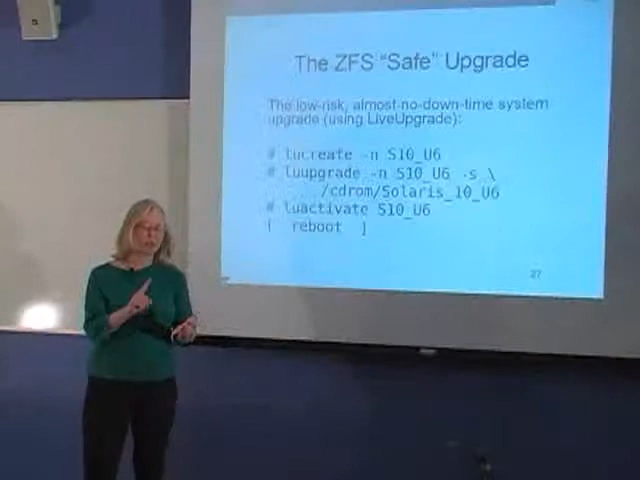 The ZFS “Safe” Upgrade
The low-risk, almost-no-down-time system
upgrade (using LiveUpgrade):
# lucreate -n S10_U6
# luupgrade -n S10_U6 -s \
/cdrom/Solaris_10_U6
# luactivate S10_U6
[ reboot ]
27